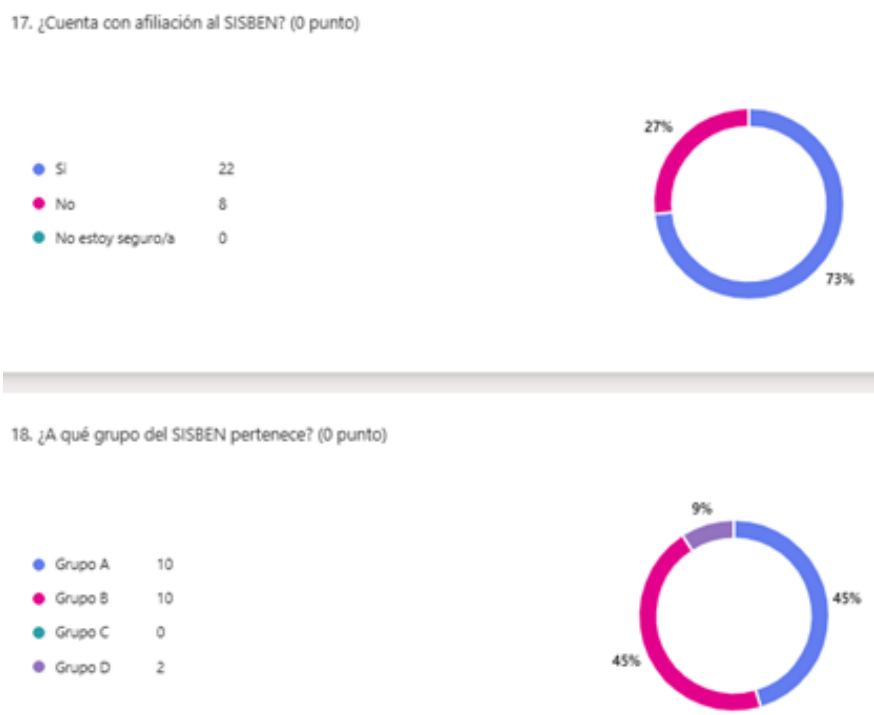 17. ¿Cuenta con afiliación al SISBEN? (0 punto)
27%
Si 22
No 8
No estoy seguro/a 0
73%
18. ¿A qué grupo del SISBEN pertenece? (0 punto)
9%
Grupo A 10
45%
Grupo B 10
Grupo C 0
45%
Grupo D 2